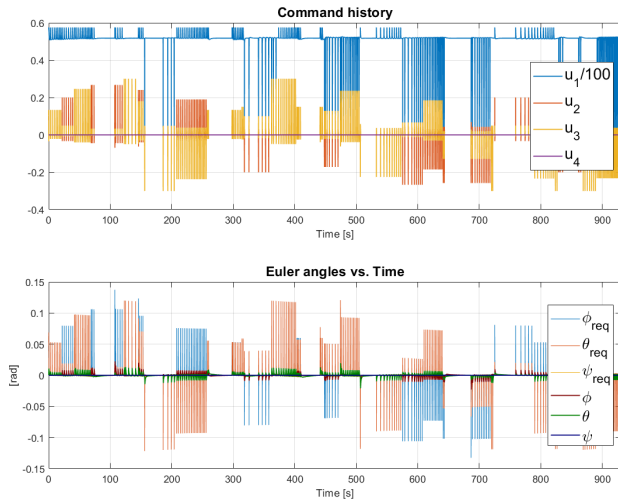 Command history
0.6
0.4
0.2
0
-0.2
-0.4
0 100 200 300 400 500 600 700 800 900
Time [s]
u1/100
u2
u3
u4
Euler angles vs. Time
0.15
0.1
0.05
0
-0.05
-0.1
-0.15
[rad]
0 100 200 300 400 500 600 700 800 900
Time [s]
ϕreq
θreq
ψreq
ϕ
θ
ψ